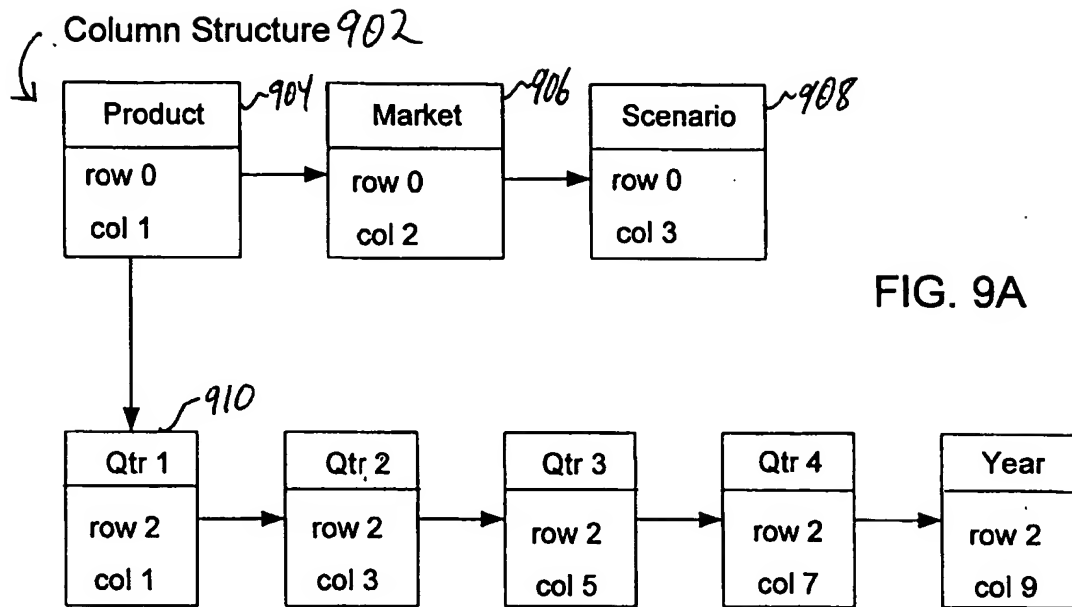 Column Structure 902
904
906
908
Product
Market
Scenario
row 0
row 0
row 0
col 1
col 2
col 3
FIG. 9A
910
Qtr 1
Qtr 2
Qtr 3
Qtr 4
Year
row 2
row 2
row 2
row 2
row 2
col 1
col 3
col 5
col 7
col 9